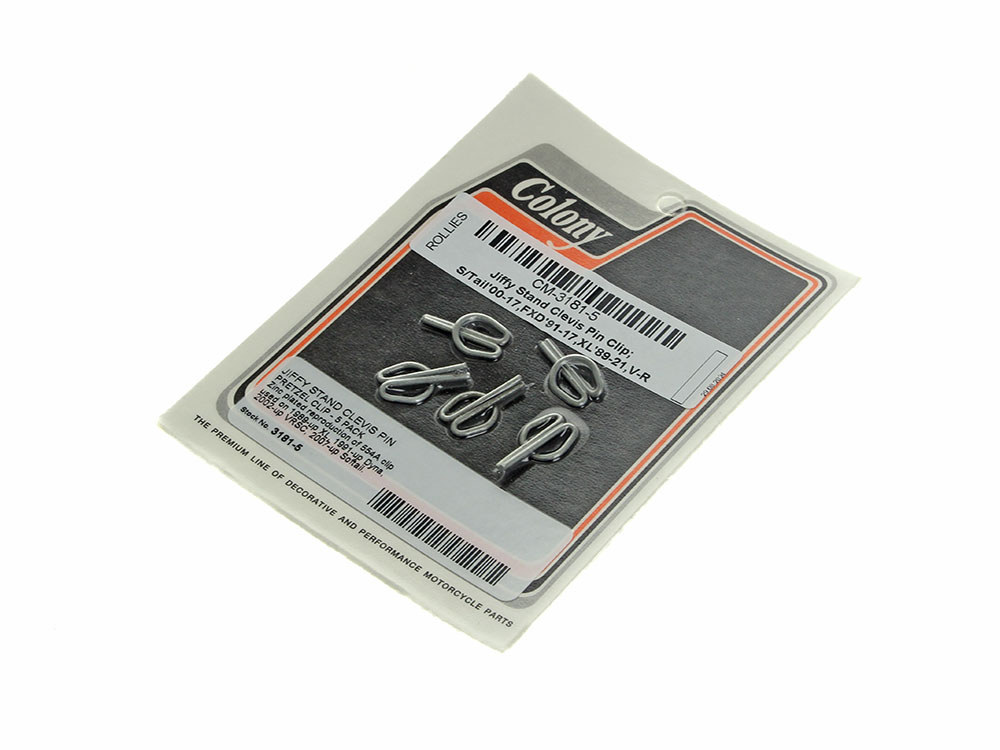 Colony
ROLLIES
CM-3181-5
Jiffy Stand Clevis Pin Clip;
S/Tail'00-17,FXD'91-17,XL'89-21,V-R
JIFFY STAND CLEVIS PIN
PRETZEL CLIP - 5 PACK
Zinc plated reproduction of 554A clip
used on 1989-up XL, 1991-up Dyna,
2002-up VRSC, 2007-up Softail.
Stock No. 3181-5
THE PREMIUM LINE OF DECORATIVE AND PERFORMANCE MOTORCYCLE PARTS